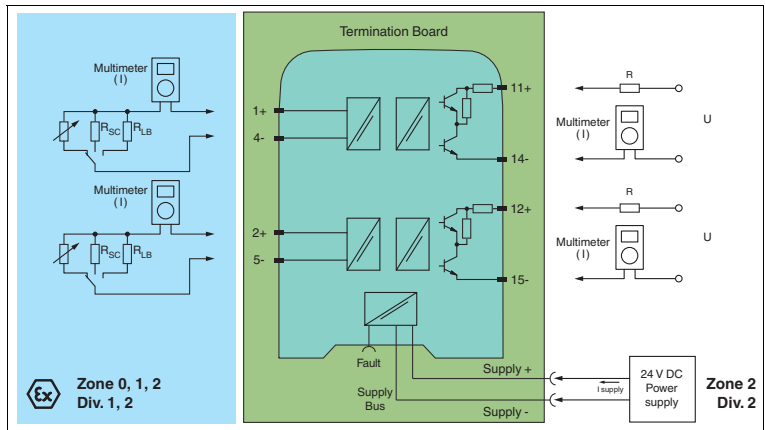 Termination Board
Multimeter
( I )
RSC
RLB
1+
4-
11+
14-
R
Multimeter
( I )
U
Multimeter
( I )
RSC
RLB
2+
5-
12+
15-
R
Multimeter
( I )
U
Fault
Supply
Bus
Supply +
Supply -
I supply
24 V DC
Power
supply
Zone 2
Div. 2
Ex
Zone 0, 1, 2
Div. 1, 2